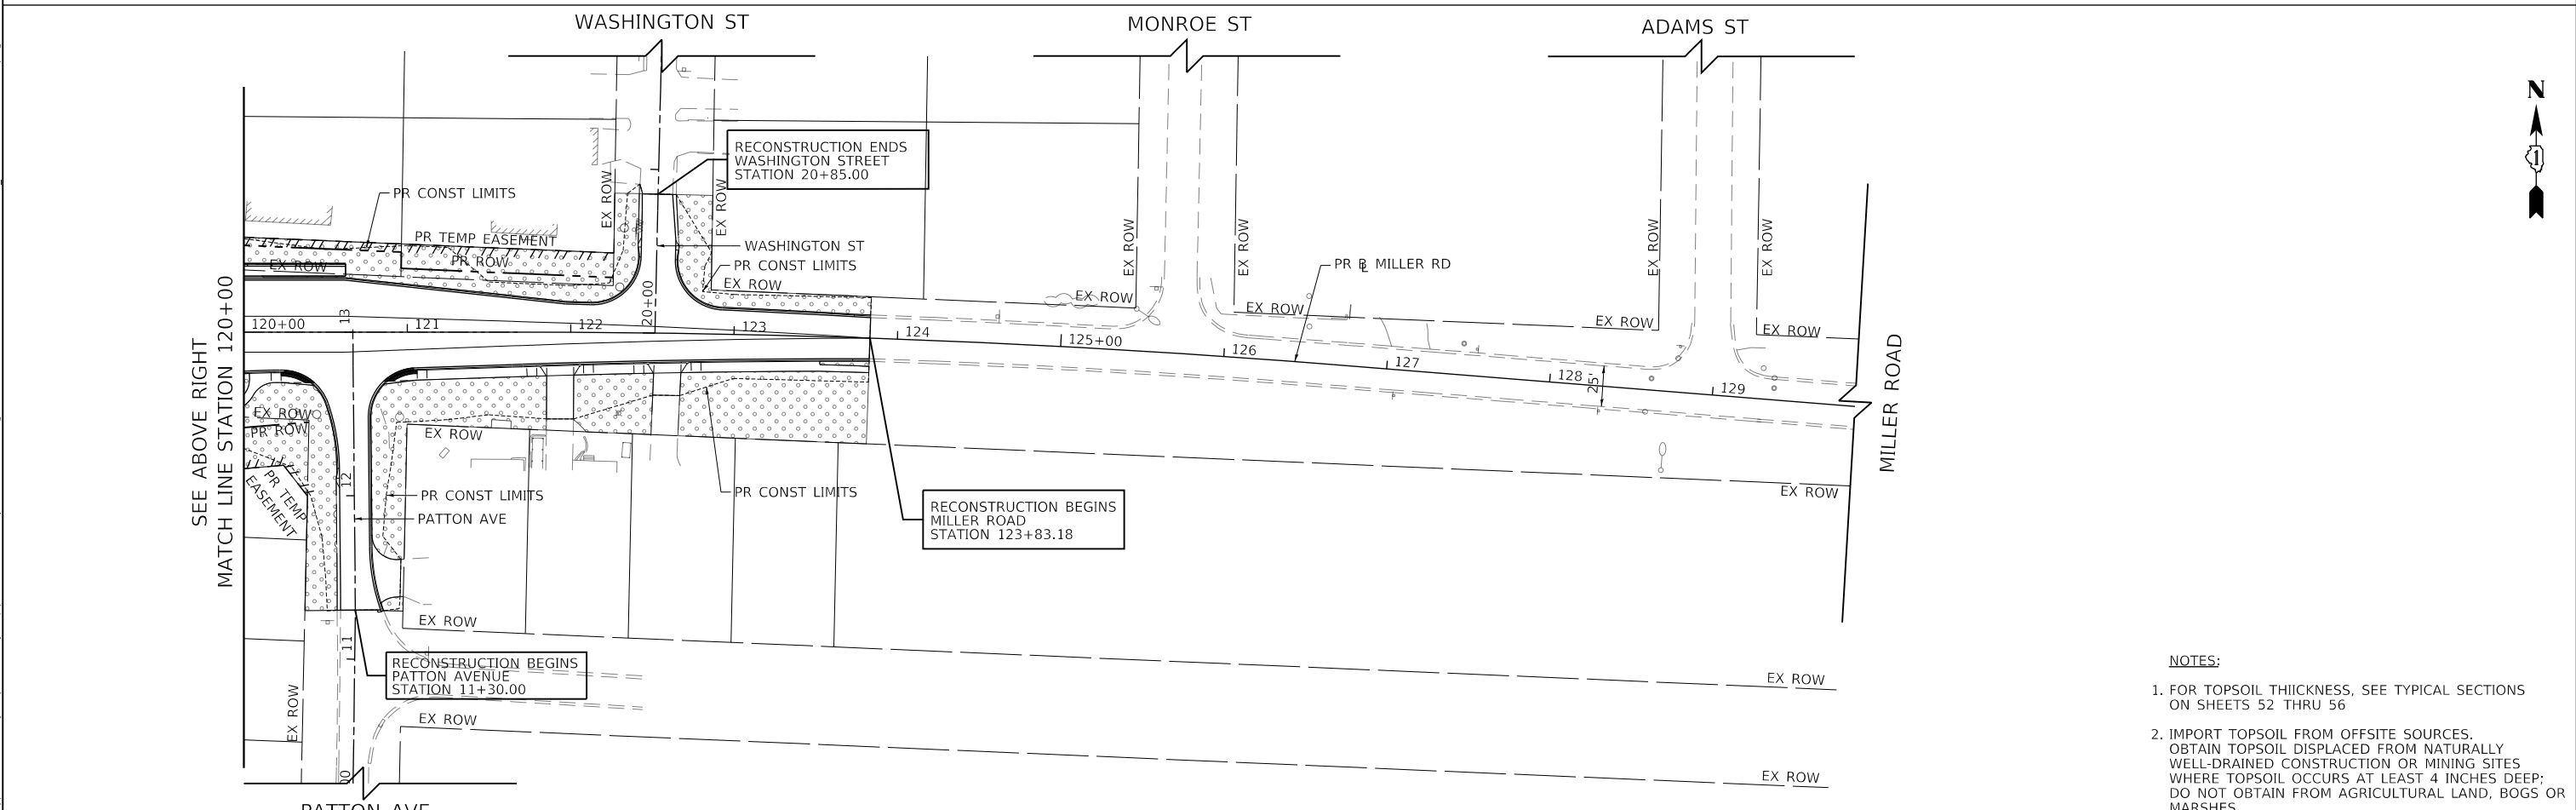 WASHINGTON ST
MONROE ST
ADAMS ST
N
1
RECONSTRUCTION ENDS
WASHINGTON STREET
STATION 20+85.00
EX ROW
EX ROW
PR CONST LIMITS
PR TEMP EASEMENT
PR ROW
EX ROW
WASHINGTON ST
PR CONST LIMITS
EX ROW
EX ROW
EX ROW
EX ROW
PR BL MILLER RD
EX ROW
EX ROW
EX ROW
EX ROW
EX ROW
SEE ABOVE RIGHT
MATCH LINE STATION 120+00
120+00
13
121
122
20+00
123
124
125+00
126
127
128
25'
129
MILLER ROAD
EX ROW
PR ROW
EX ROW
PR TEMP
EASEMENT
12
PR CONST LIMITS
PATTON AVE
PR CONST LIMITS
RECONSTRUCTION BEGINS
MILLER ROAD
STATION 123+83.18
EX ROW
EX ROW
11
RECONSTRUCTION BEGINS
PATTON AVENUE
STATION 11+30.00
EX ROW
EX ROW
EX ROW
EX ROW
00
PATTON AVE
NOTES:
1. FOR TOPSOIL THIICKNESS, SEE TYPICAL SECTIONS
ON SHEETS 52 THRU 56
2. IMPORT TOPSOIL FROM OFFSITE SOURCES.
OBTAIN TOPSOIL DISPLACED FROM NATURALLY
WELL-DRAINED CONSTRUCTION OR MINING SITES
WHERE TOPSOIL OCCURS AT LEAST 4 INCHES DEEP;
DO NOT OBTAIN FROM AGRICULTURAL LAND, BOGS OR
MARSHES